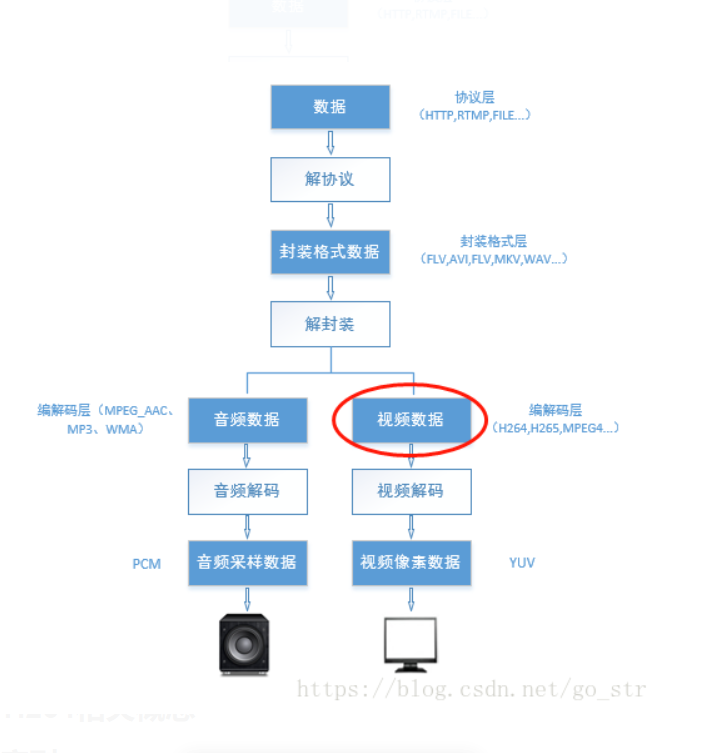 数据
协议层
（HTTP,RTMP,FILE...）
解协议
封装格式数据
封装格式层
（FLV,AVI,FLV,MKV,WAV...）
解封装
编解码层（MPEG_AAC、
MP3、WMA）
音频数据
视频数据
编解码层
（H264,H265,MPEG4...）
音频解码
视频解码
PCM
音频采样数据
视频像素数据
YUV
https://blog.csdn.net/go_str